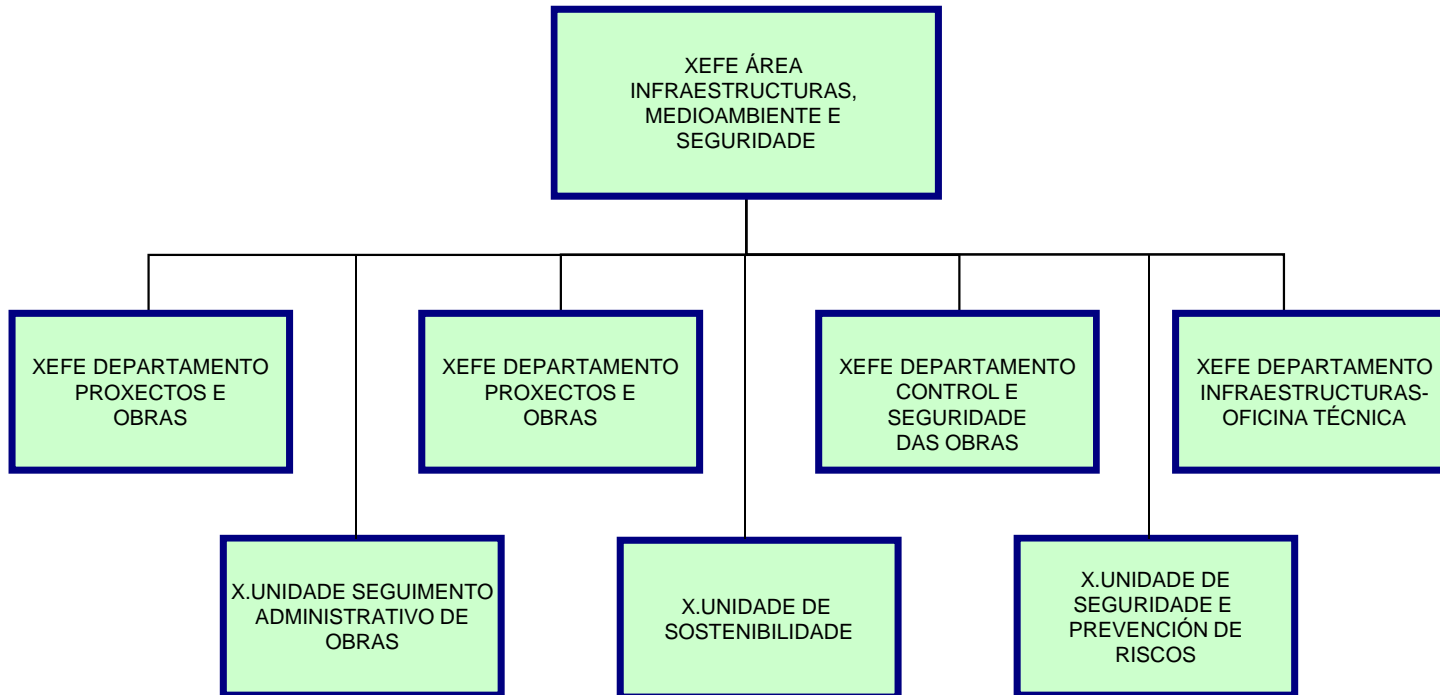 XEFE ÁREA
INFRAESTRUCTURAS,
MEDIOAMBIENTE E
SEGURIDADE
XEFE DEPARTAMENTO
PROXECTOS E
OBRAS
XEFE DEPARTAMENTO
PROXECTOS E
OBRAS
XEFE DEPARTAMENTO
CONTROL E
SEGURIDADE
DAS OBRAS
XEFE DEPARTAMENTO
INFRAESTRUCTURAS-
OFICINA TÉCNICA
X.UNIDADE SEGUIMENTO
ADMINISTRATIVO DE
OBRAS
X.UNIDADE DE
SOSTENIBILIDADE
X.UNIDADE DE
SEGURIDADE E
PREVENCIÓN DE
RISCOS